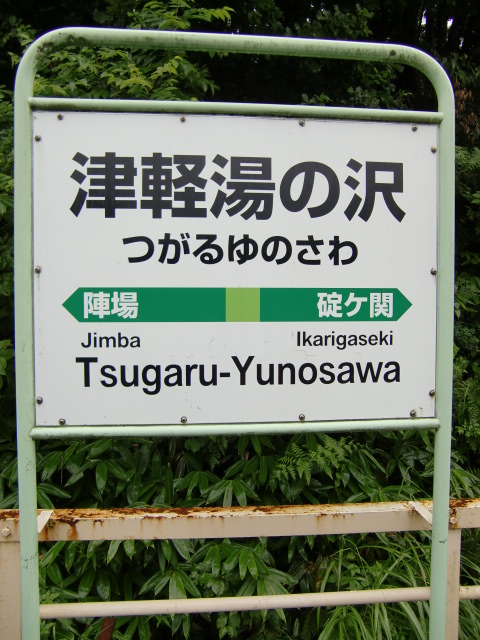 津軽湯の沢
つがるゆのさわ
陣場 碇ケ関
Jimba Ikarigaseki
Tsugaru-Yunosawa